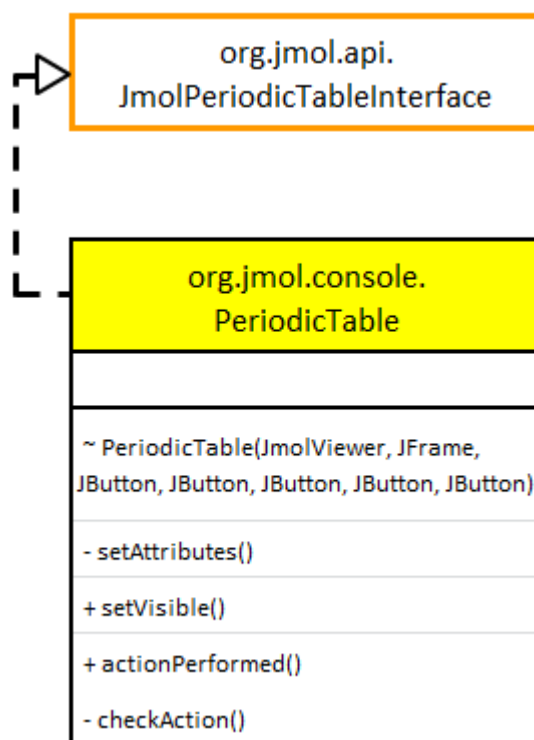 org.jmol.api.
JmolPeriodicTableInterface
org.jmol.console.
PeriodicTable
~ PeriodicTable(JmolViewer, JFrame,
JButton, JButton, JButton, JButton, JButton)
- setAttributes()
+ setVisible()
+ actionPerformed()
- checkAction()